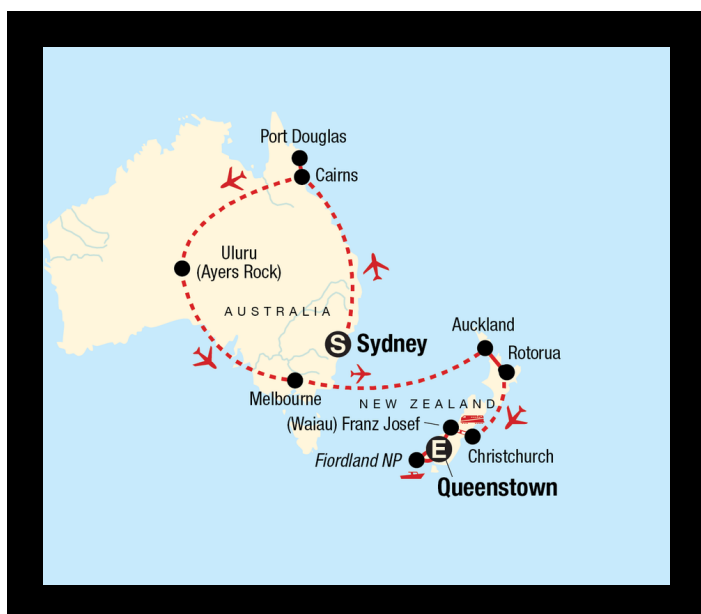 Port Douglas
Cairns
Uluru
(Ayers Rock)
AUSTRALIA
Auckland
S Sydney
Rotorua
Melbourne
NEW ZEALAND
(Waiau) Franz Josef
E
Christchurch
Fiordland NP
Queenstown